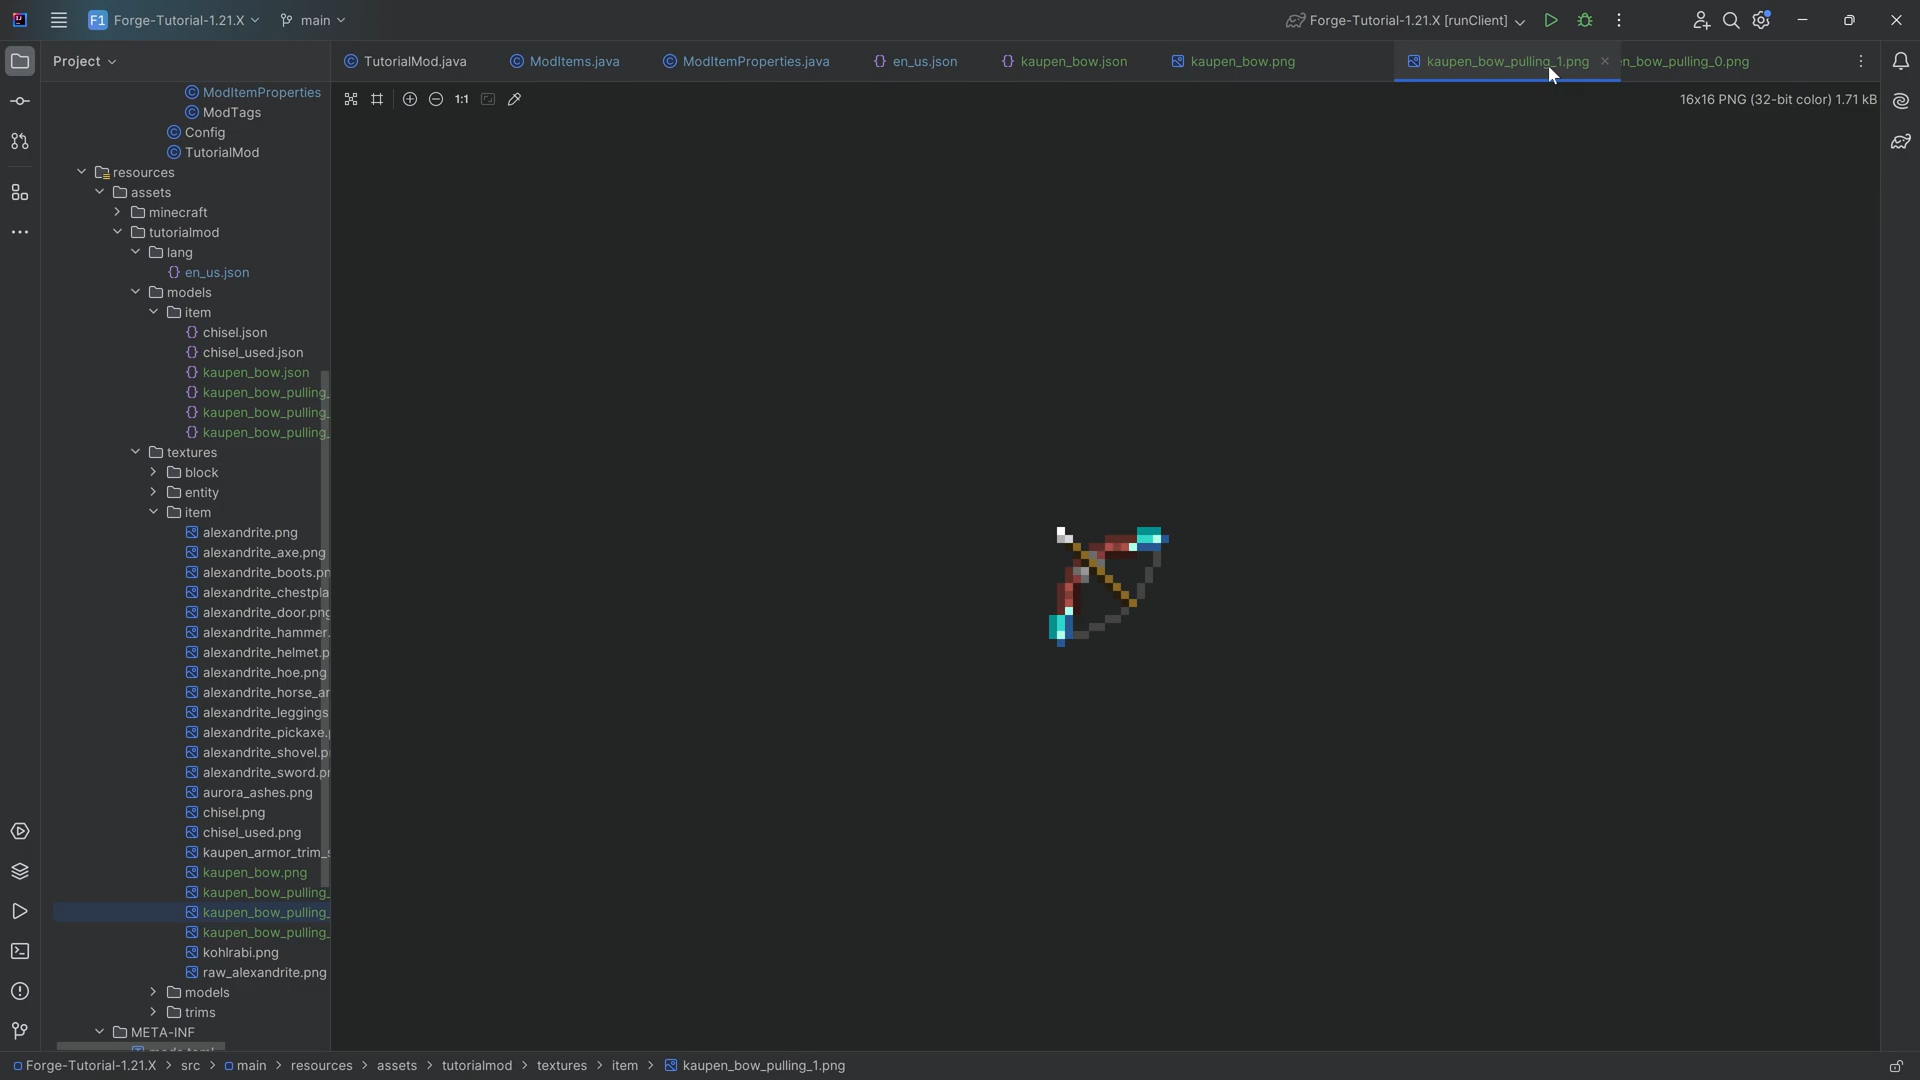 F1 Forge-Tutorial-1.21.X main Forge-Tutorial-1.21.X [runClient]
Project
TutorialMod.java ModItems.java ModItemProperties.java en_us.json kaupen_bow.json kaupen_bow.png kaupen_bow_pulling_1.png n_bow_pulling_0.png
1:1 16x16 PNG (32-bit color) 1.71 kB
ModItemProperties
ModTags
Config
TutorialMod
resources
assets
minecraft
tutorialmod
lang
en_us.json
models
item
chisel.json
chisel_used.json
kaupen_bow.json
kaupen_bow_pulling_
kaupen_bow_pulling_
kaupen_bow_pulling_
textures
block
entity
item
alexandrite.png
alexandrite_axe.png
alexandrite_boots.pn
alexandrite_chestpla
alexandrite_door.png
alexandrite_hammer.
alexandrite_helmet.p
alexandrite_hoe.png
alexandrite_horse_ar
alexandrite_leggings
alexandrite_pickaxe.p
alexandrite_shovel.p
alexandrite_sword.pn
aurora_ashes.png
chisel.png
chisel_used.png
kaupen_armor_trim_s
kaupen_bow.png
kaupen_bow_pulling_
kaupen_bow_pulling_
kaupen_bow_pulling_
kohlrabi.png
raw_alexandrite.png
models
trims
META-INF
Forge-Tutorial-1.21.X > src > main > resources > assets > tutorialmod > textures > item > kaupen_bow_pulling_1.png